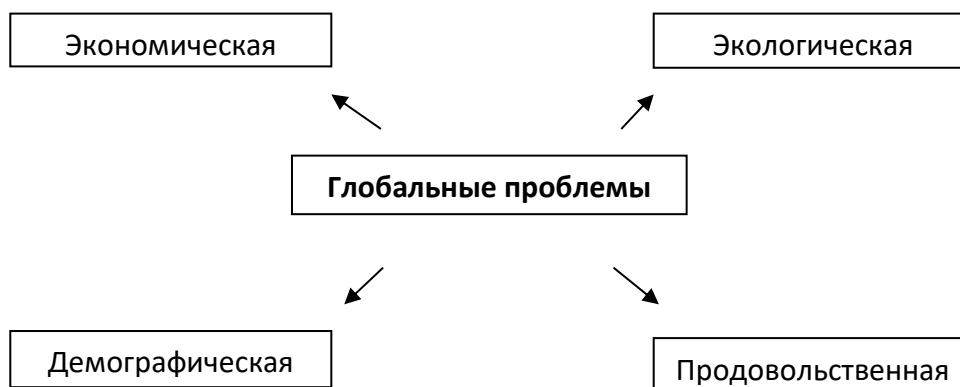 Экономическая
Экологическая
Глобальные проблемы
Демографическая
Продовольственная